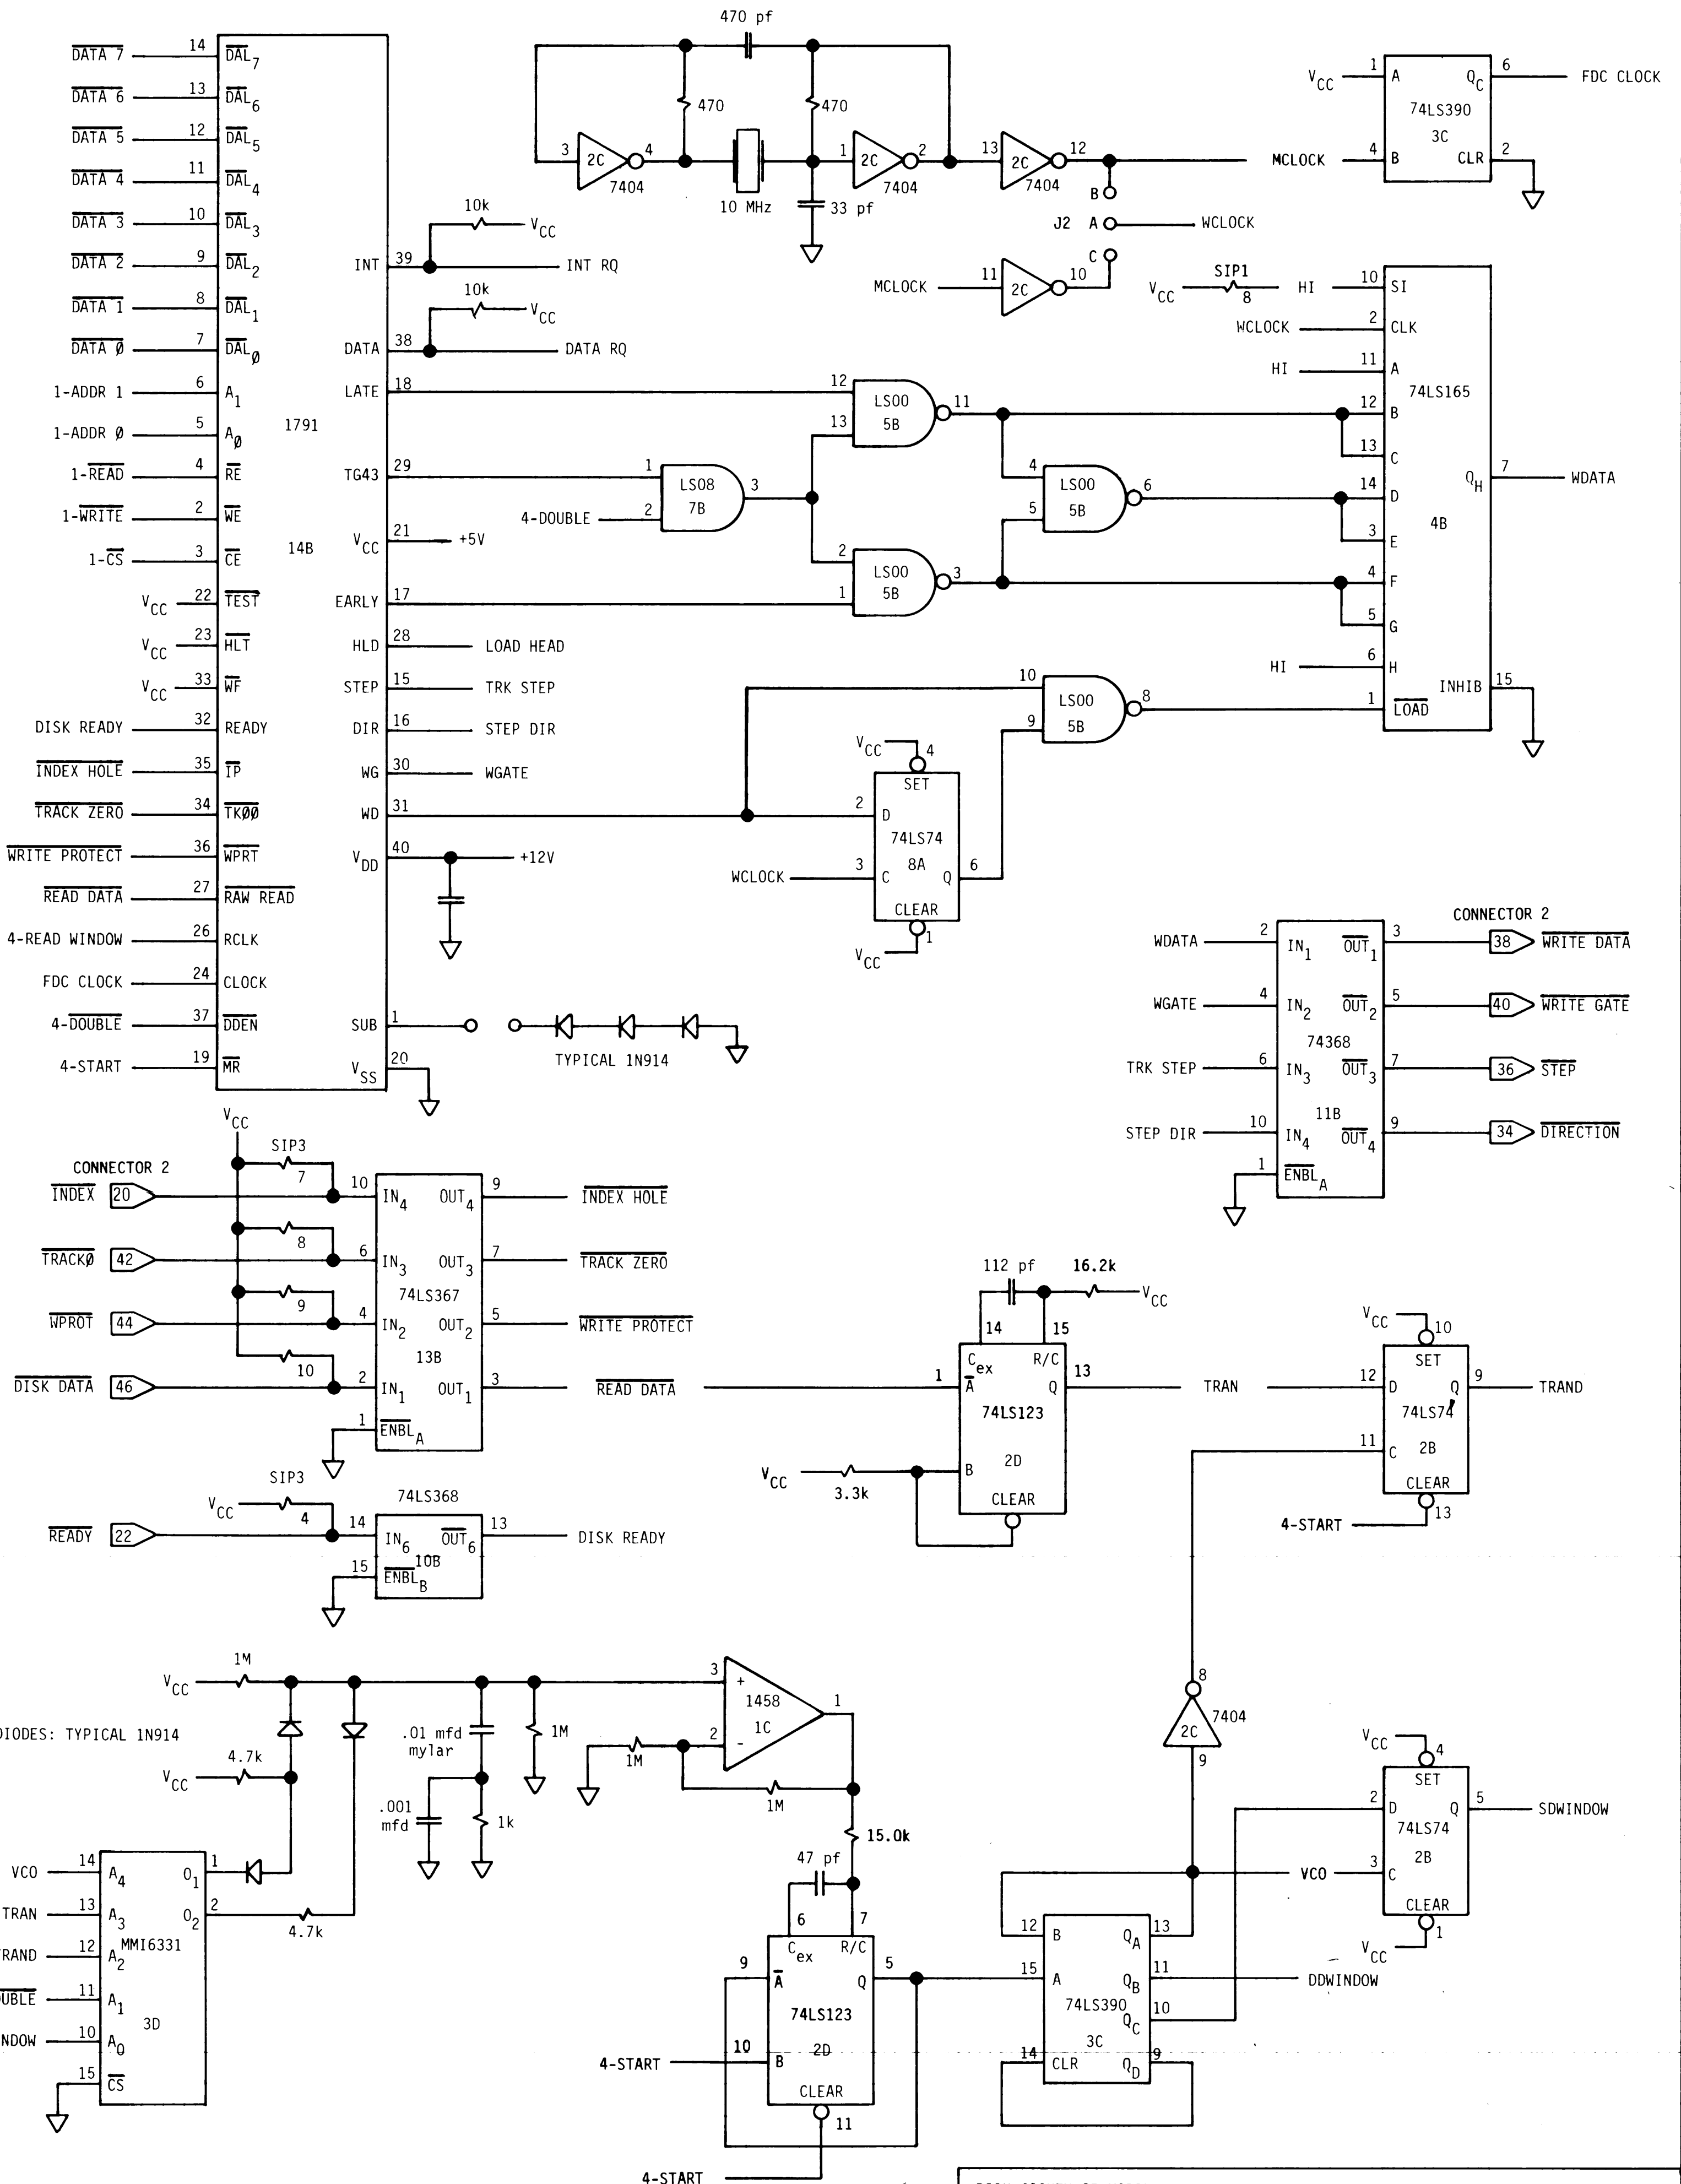 470 pf
470
470
3 2C 4
7404
10 MHz
1 2C 2
7404
33 pf
13 2C 12
7404
B
J2 A WCLOCK
C
MCLOCK 11 2C 10
MCLOCK
VCC 1 A QC 6 FDC CLOCK
74LS390
3C
4 B CLR 2
DATA 7 14 DAL7
DATA 6 13 DAL6
DATA 5 12 DAL5
DATA 4 11 DAL4
DATA 3 10 DAL3
DATA 2 9 DAL2
DATA 1 8 DAL1
DATA Ø 7 DALØ
1-ADDR 1 6 A1
1-ADDR Ø 5 AØ
1-READ 4 RE
1-WRITE 2 WE
1-CS 3 CE
VCC 22 TEST
VCC 23 HLT
VCC 33 WF
DISK READY 32 READY
INDEX HOLE 35 IP
TRACK ZERO 34 TKØØ
WRITE PROTECT 36 WPRT
READ DATA 27 RAW READ
4-READ WINDOW 26 RCLK
FDC CLOCK 24 CLOCK
4-DOUBLE 37 DDEN
4-START 19 MR
1791
14B
10k VCC
INT 39 INT RQ
10k VCC
DATA 38 DATA RQ
LATE 18
TG43 29
VCC 21 +5V
EARLY 17
HLD 28 LOAD HEAD
STEP 15 TRK STEP
DIR 16 STEP DIR
WG 30 WGATE
WD 31
VDD 40 +12V
SUB 1
TYPICAL 1N914
VSS 20
1 LS08 3
2 7B
4-DOUBLE
12 LS00 11
13 5B
4 LS00 6
5 5B
2 LS00 3
1 5B
10 LS00 8
9 5B
VCC SIP1 8 HI 10 SI
WCLOCK 2 CLK
HI 11 A
74LS165
12 B
13 C
14 D QH 7 WDATA
4B
3 E
4 F
5 G
HI 6 H
INHIB 15
1 LOAD
VCC 4
SET
2 D
74LS74
8A
WCLOCK 3 C Q 6
CLEAR
VCC 1
CONNECTOR 2
WDATA 2 IN1 OUT1 3 38 WRITE DATA
WGATE 4 IN2 OUT2 5 40 WRITE GATE
74368
TRK STEP 6 IN3 OUT3 7 36 STEP
11B
STEP DIR 10 IN4 OUT4 9 34 DIRECTION
1 ENBLA
VCC
CONNECTOR 2
SIP3
7
INDEX 20 10 IN4 OUT4 9 INDEX HOLE
8
TRACKØ 42 6 IN3 OUT3 7 TRACK ZERO
74LS367
9
WPROT 44 4 IN2 OUT2 5 WRITE PROTECT
13B
10
DISK DATA 46 2 IN1 OUT1 3 READ DATA
1 ENBLA
SIP3
VCC 4
74LS368
READY 22 14 IN6 OUT6 13 DISK READY
10B
15 ENBLB
112 pf 16.2k VCC
14 15
Cex R/C
1 A Q 13 TRAN
74LS123
2D
VCC 3.3k B
CLEAR
VCC 10
SET
12 D Q 9 TRAND
74LS74
11 C 2B
CLEAR
4-START 13
VCC 1M
DIODES: TYPICAL 1N914
4.7k
VCC
.01 mfd
mylar
1M
.001
mfd
1k
3 +
1458
1C
1
2 -
1M
1M
15.0k
47 pf
6 7
Cex R/C
9 A Q 5
74LS123
4-START 10 B 2D
CLEAR
11
4-START
VCO 14 A4 O1 1
TRAN 13 A3 O2 2
4.7k
MMI6331
RAND 12 A2
OUBLE 11 A1
3D
NDOW 10 A0
15 CS
8
2C 7404
9
12 B QA 13
15 A QB 11 DDWINDOW
74LS390
QC 10
3C
14 CLR QD 9
VCC 4
SET
2 D Q 5 SDWINDOW
74LS74
2B
VCO 3 C
CLEAR
VCC 1